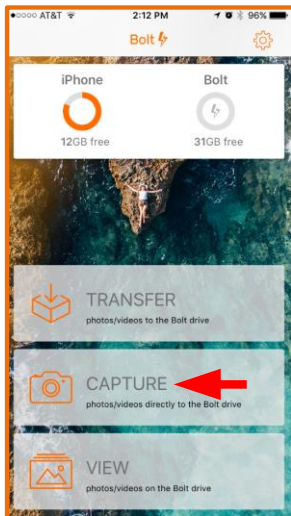 AT&T 2:12 PM 96%
Bolt
iPhone Bolt
12GB free 31GB free
TRANSFER
photos/videos to the Bolt drive
CAPTURE
photos/videos directly to the Bolt drive
VIEW
photos/videos on the Bolt drive